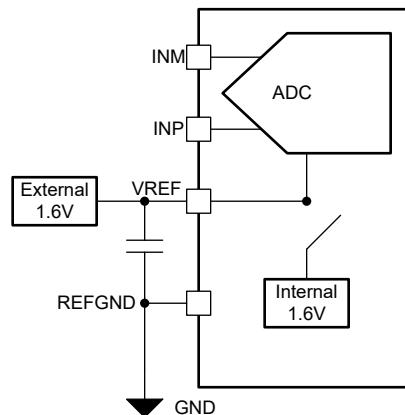 INM
ADC
INP
External
1.6V
VREF
Internal
1.6V
REFGND
GND